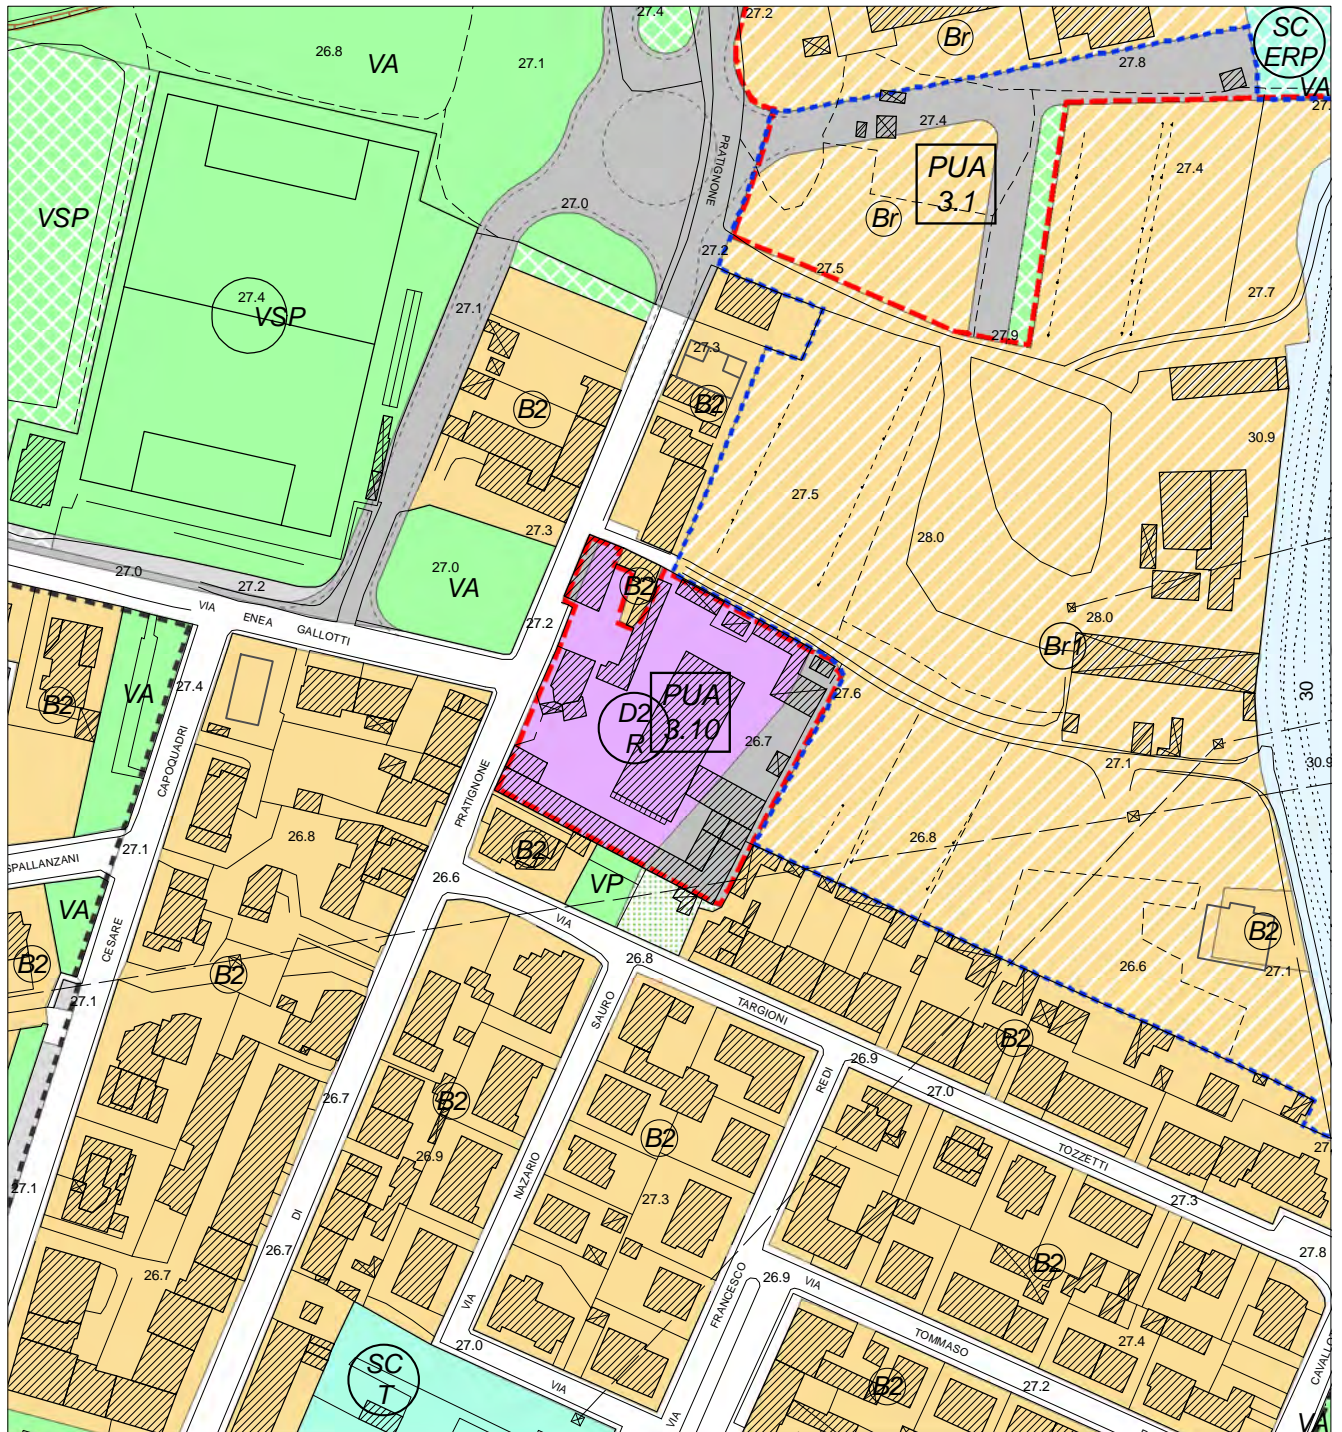 27.4
27.2
Br
SC
ERP
26.8
VA
27.1
27.8
VA
27.4
PRATIGNONE
PUA
3.1
27.4
VSP
27.0
Br
27.2
27.5
27.4
VSP
27.1
27.7
27.9
27.3
B2
B2
30.9
27.5
27.3
28.0
27.0
27.2
27.0
VA
B2
28.0
VIA
ENEA
GALLOTTI
27.2
Br1
VA
27.4
B2
27.6
30
PUA
3.10
D2
R
26.7
CAPOQUADRI
27.1
30.9
PRATIGNONE
26.8
26.8
27.1
B2
SPALLANZANI
26.6
VP
VA
CESARE
VIA
B2
B2
26.8
26.6
27.1
B2
27.1
SAURO
TARGIONI
B2
26.9
REDI
27.0
26.7
B2
B2
26.9
TOZZETTI
NAZARIO
27.1
27.3
27.3
DI
26.7
26.7
27.8
B2
26.9
VIA
FRANCESCO
VIA
27.0
TOMMASO
27.4
SC
T
VIA
B2
27.2
CAVALLO
VIA
VA